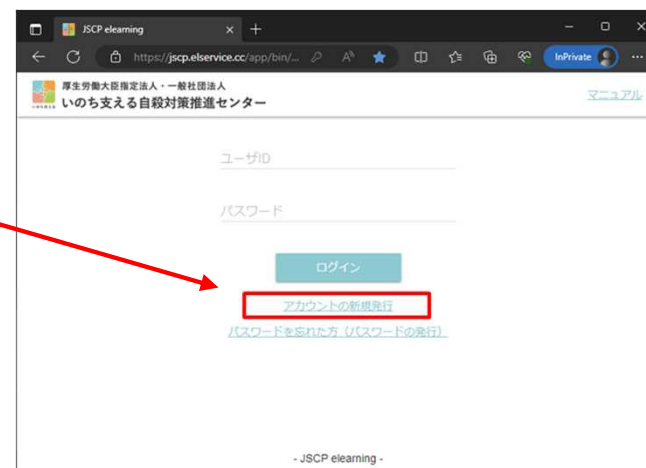 JSCP elearning
https://jscp.elservice.cc/app/bin/...
InPrivate
厚生労働大臣指定法人・一般社団法人
いのち支える自殺対策推進センター
マニュアル
ユーザID
パスワード
ログイン
アカウントの新規発行
パスワードを忘れた方（パスワードの発行）
- JSCP elearning -